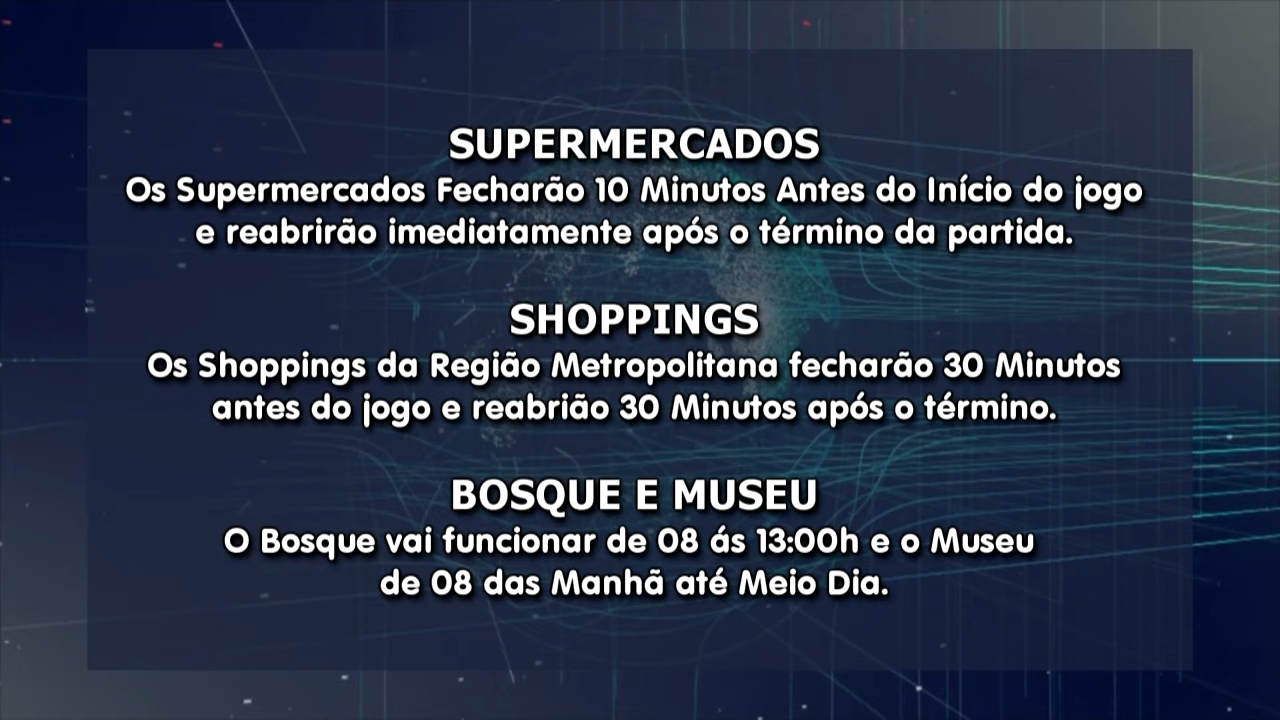 SUPERMERCADOS
Os Supermercados Fecharão 10 Minutos Antes do Início do jogo
e reabrirão imediatamente após o término da partida.
SHOPPINGS
Os Shoppings da Região Metropolitana fecharão 30 Minutos
antes do jogo e reabrião 30 Minutos após o término.
BOSQUE E MUSEU
O Bosque vai funcionar de 08 ás 13:00h e o Museu
de 08 das Manhã até Meio Dia.